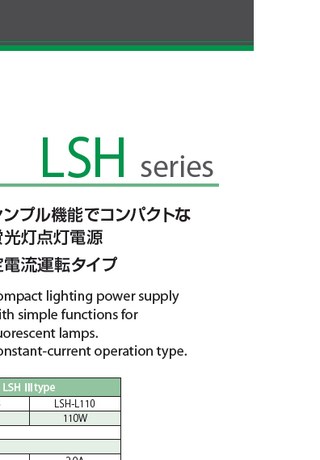 LSH series
ンプル機能でコンパクトな
光灯点灯電源
電流運転タイプ
ompact lighting power supply
ith simple functions for
uorescent lamps.
onstant-current operation type.
LSH Ⅲ type
LSH-L110
110W